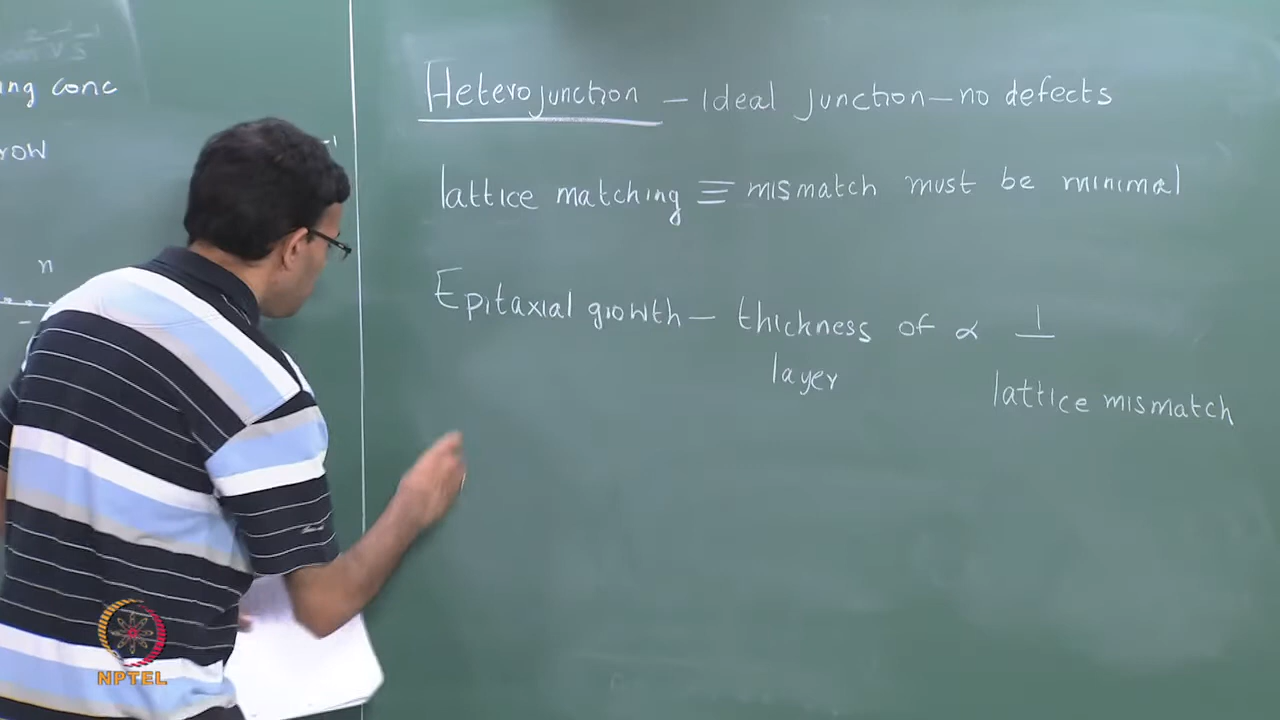 ing conc
row
n
Heterojunction – Ideal junction – no defects
lattice matching ≡ mismatch must be minimal
Epitaxial growth – thickness of layer ∝ 1
lattice mismatch
NPTEL